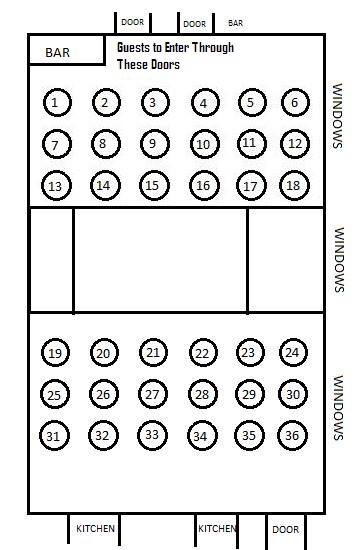 DOOR DOOR BAR
BAR
Guests to Enter Through
These Doors
1 2 3 4 5 6
WINDOWS
7 8 9 10 11 12
13 14 15 16 17 18
WINDOWS
19 20 21 22 23 24
25 26 27 28 29 30
WINDOWS
31 32 33 34 35 36
KITCHEN KITCHEN DOOR